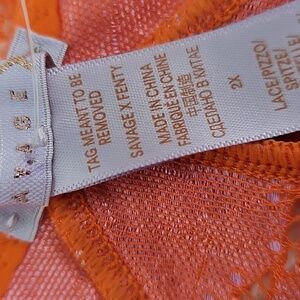 TAG MEANT TO BE
REMOVED
SAVAGE X FENTY
MADE IN CHINA
FABRIQUÉ EN CHINE
中国制造
СДЕЛАНО В КИТАЕ
2X
LACE/PIZZO/
SPITZE/